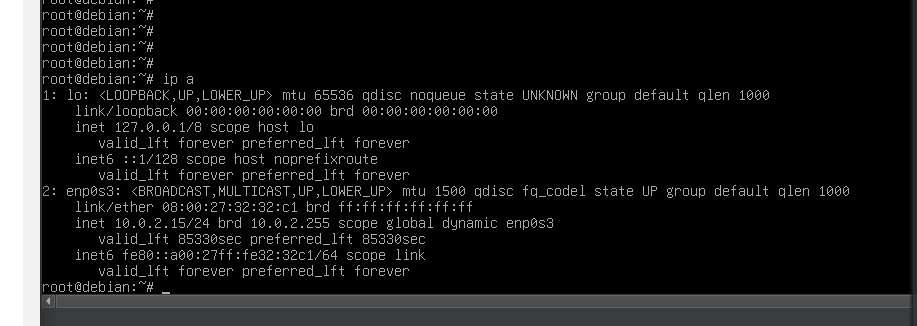 root@debian:~#
root@debian:~#
root@debian:~#
root@debian:~#
root@debian:~#
root@debian:~# ip a
1: lo: <LOOPBACK,UP,LOWER_UP> mtu 65536 qdisc noqueue state UNKNOWN group default qlen 1000
    link/loopback 00:00:00:00:00:00 brd 00:00:00:00:00:00
    inet 127.0.0.1/8 scope host lo
       valid_lft forever preferred_lft forever
    inet6 ::1/128 scope host noprefixroute
       valid_lft forever preferred_lft forever
2: enp0s3: <BROADCAST,MULTICAST,UP,LOWER_UP> mtu 1500 qdisc fq_codel state UP group default qlen 1000
    link/ether 08:00:27:32:32:c1 brd ff:ff:ff:ff:ff:ff
    inet 10.0.2.15/24 brd 10.0.2.255 scope global dynamic enp0s3
       valid_lft 85330sec preferred_lft 85330sec
    inet6 fe80::a00:27ff:fe32:32c1/64 scope link
       valid_lft forever preferred_lft forever
root@debian:~# _